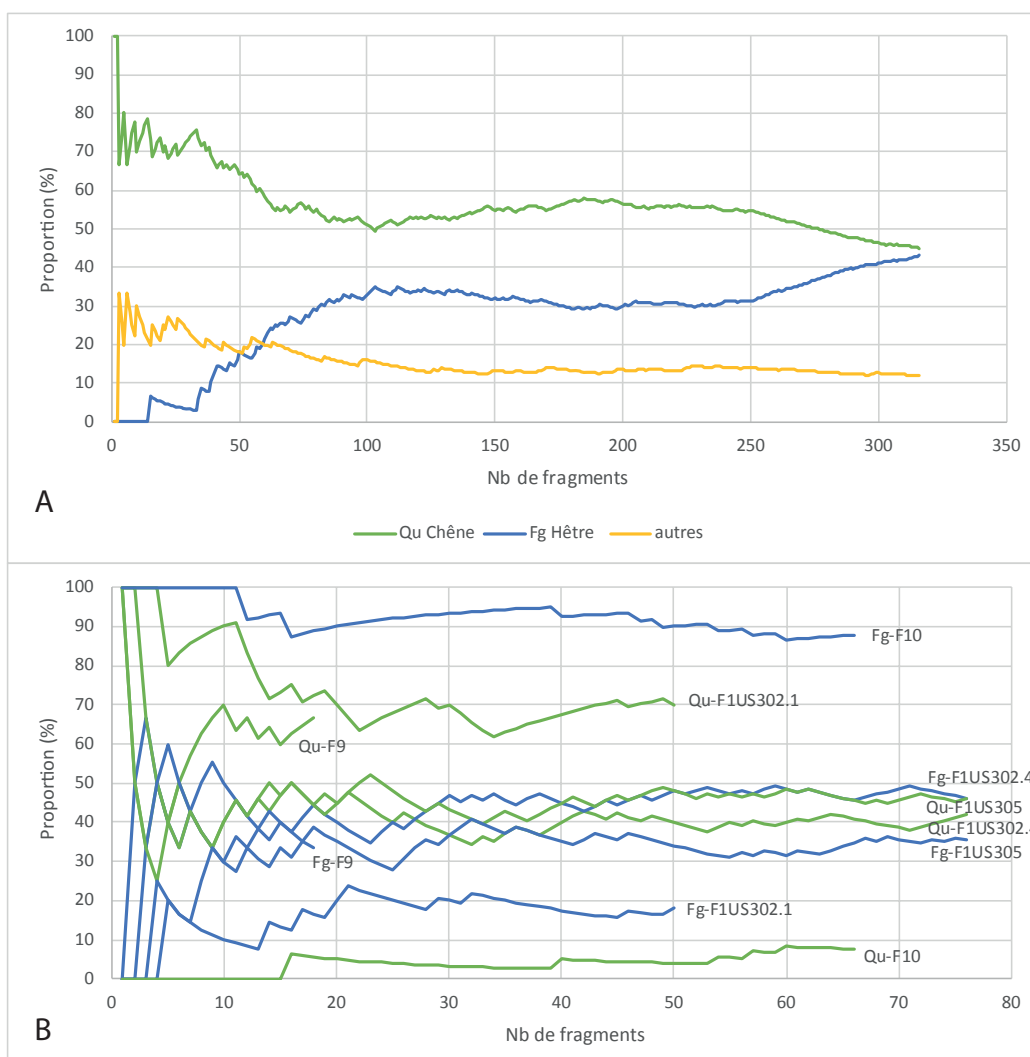 100
90
80
70
60
50
40
30
20
10
0
Proportion (%)
0 50 100 150 200 250 300 350
Nb de fragments
A
Qu Chêne Fg Hêtre autres
100
90
80
70
60
50
40
30
20
10
0
Proportion (%)
Fg-F10
Qu-F1US302.1
Qu-F9
Fg-F1US302.4
Qu-F1US305
Qu-F1US302.4
Fg-F1US305
Fg-F9
Fg-F1US302.1
Qu-F10
0 10 20 30 40 50 60 70 80
Nb de fragments
B